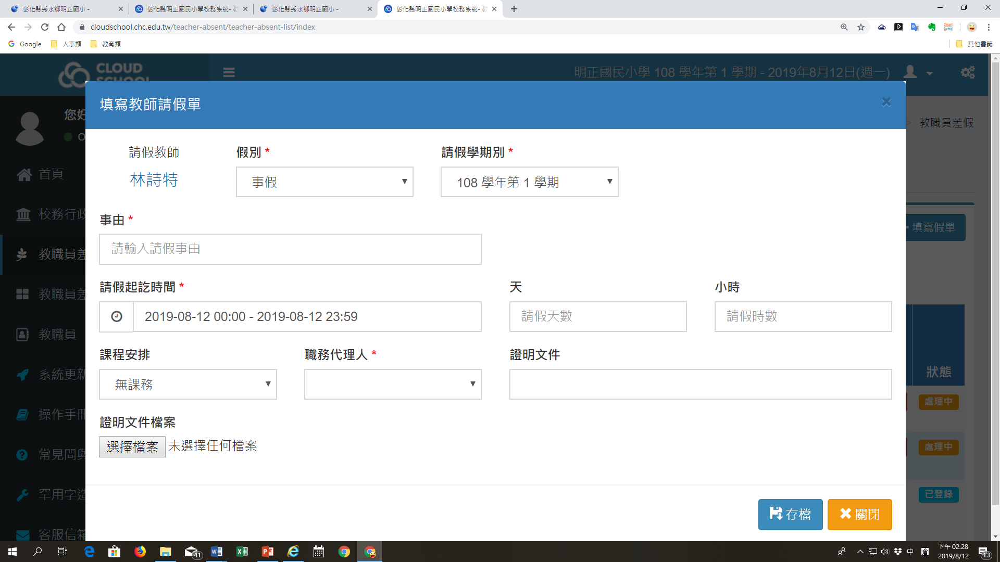 彰化縣秀水鄉明正國小 -
彰化縣明正國民小學校務系統- 教
彰化縣秀水鄉明正國小 -
彰化縣明正國民小學校務系統- 教
cloudschool.chc.edu.tw/teacher-absent/teacher-absent-list/index
Google
人事類
教育類
其他書籤
CLOUD
SCHOOL
明正國民小學 108 學年第 1 學期 - 2019年8月12日(週一)
填寫教師請假單
您好
O
> 教職員差假
首頁
校務行政
教職員差
教職員差
教職員
系統更新
操作手冊
常見問與
罕用字造
客服信箱
請假教師
林詩特
假別 *
事假
請假學期別 *
108 學年第 1 學期
填寫假單
事由 *
請輸入請假事由
請假起訖時間 *
2019-08-12 00:00 - 2019-08-12 23:59
天
請假天數
小時
請假時數
課程安排
無課務
職務代理人 *
證明文件
狀態
處理中
處理中
已登錄
證明文件檔案
選擇檔案 未選擇任何檔案
存檔
關閉
41
中
下午 02:28
2019/8/12
13